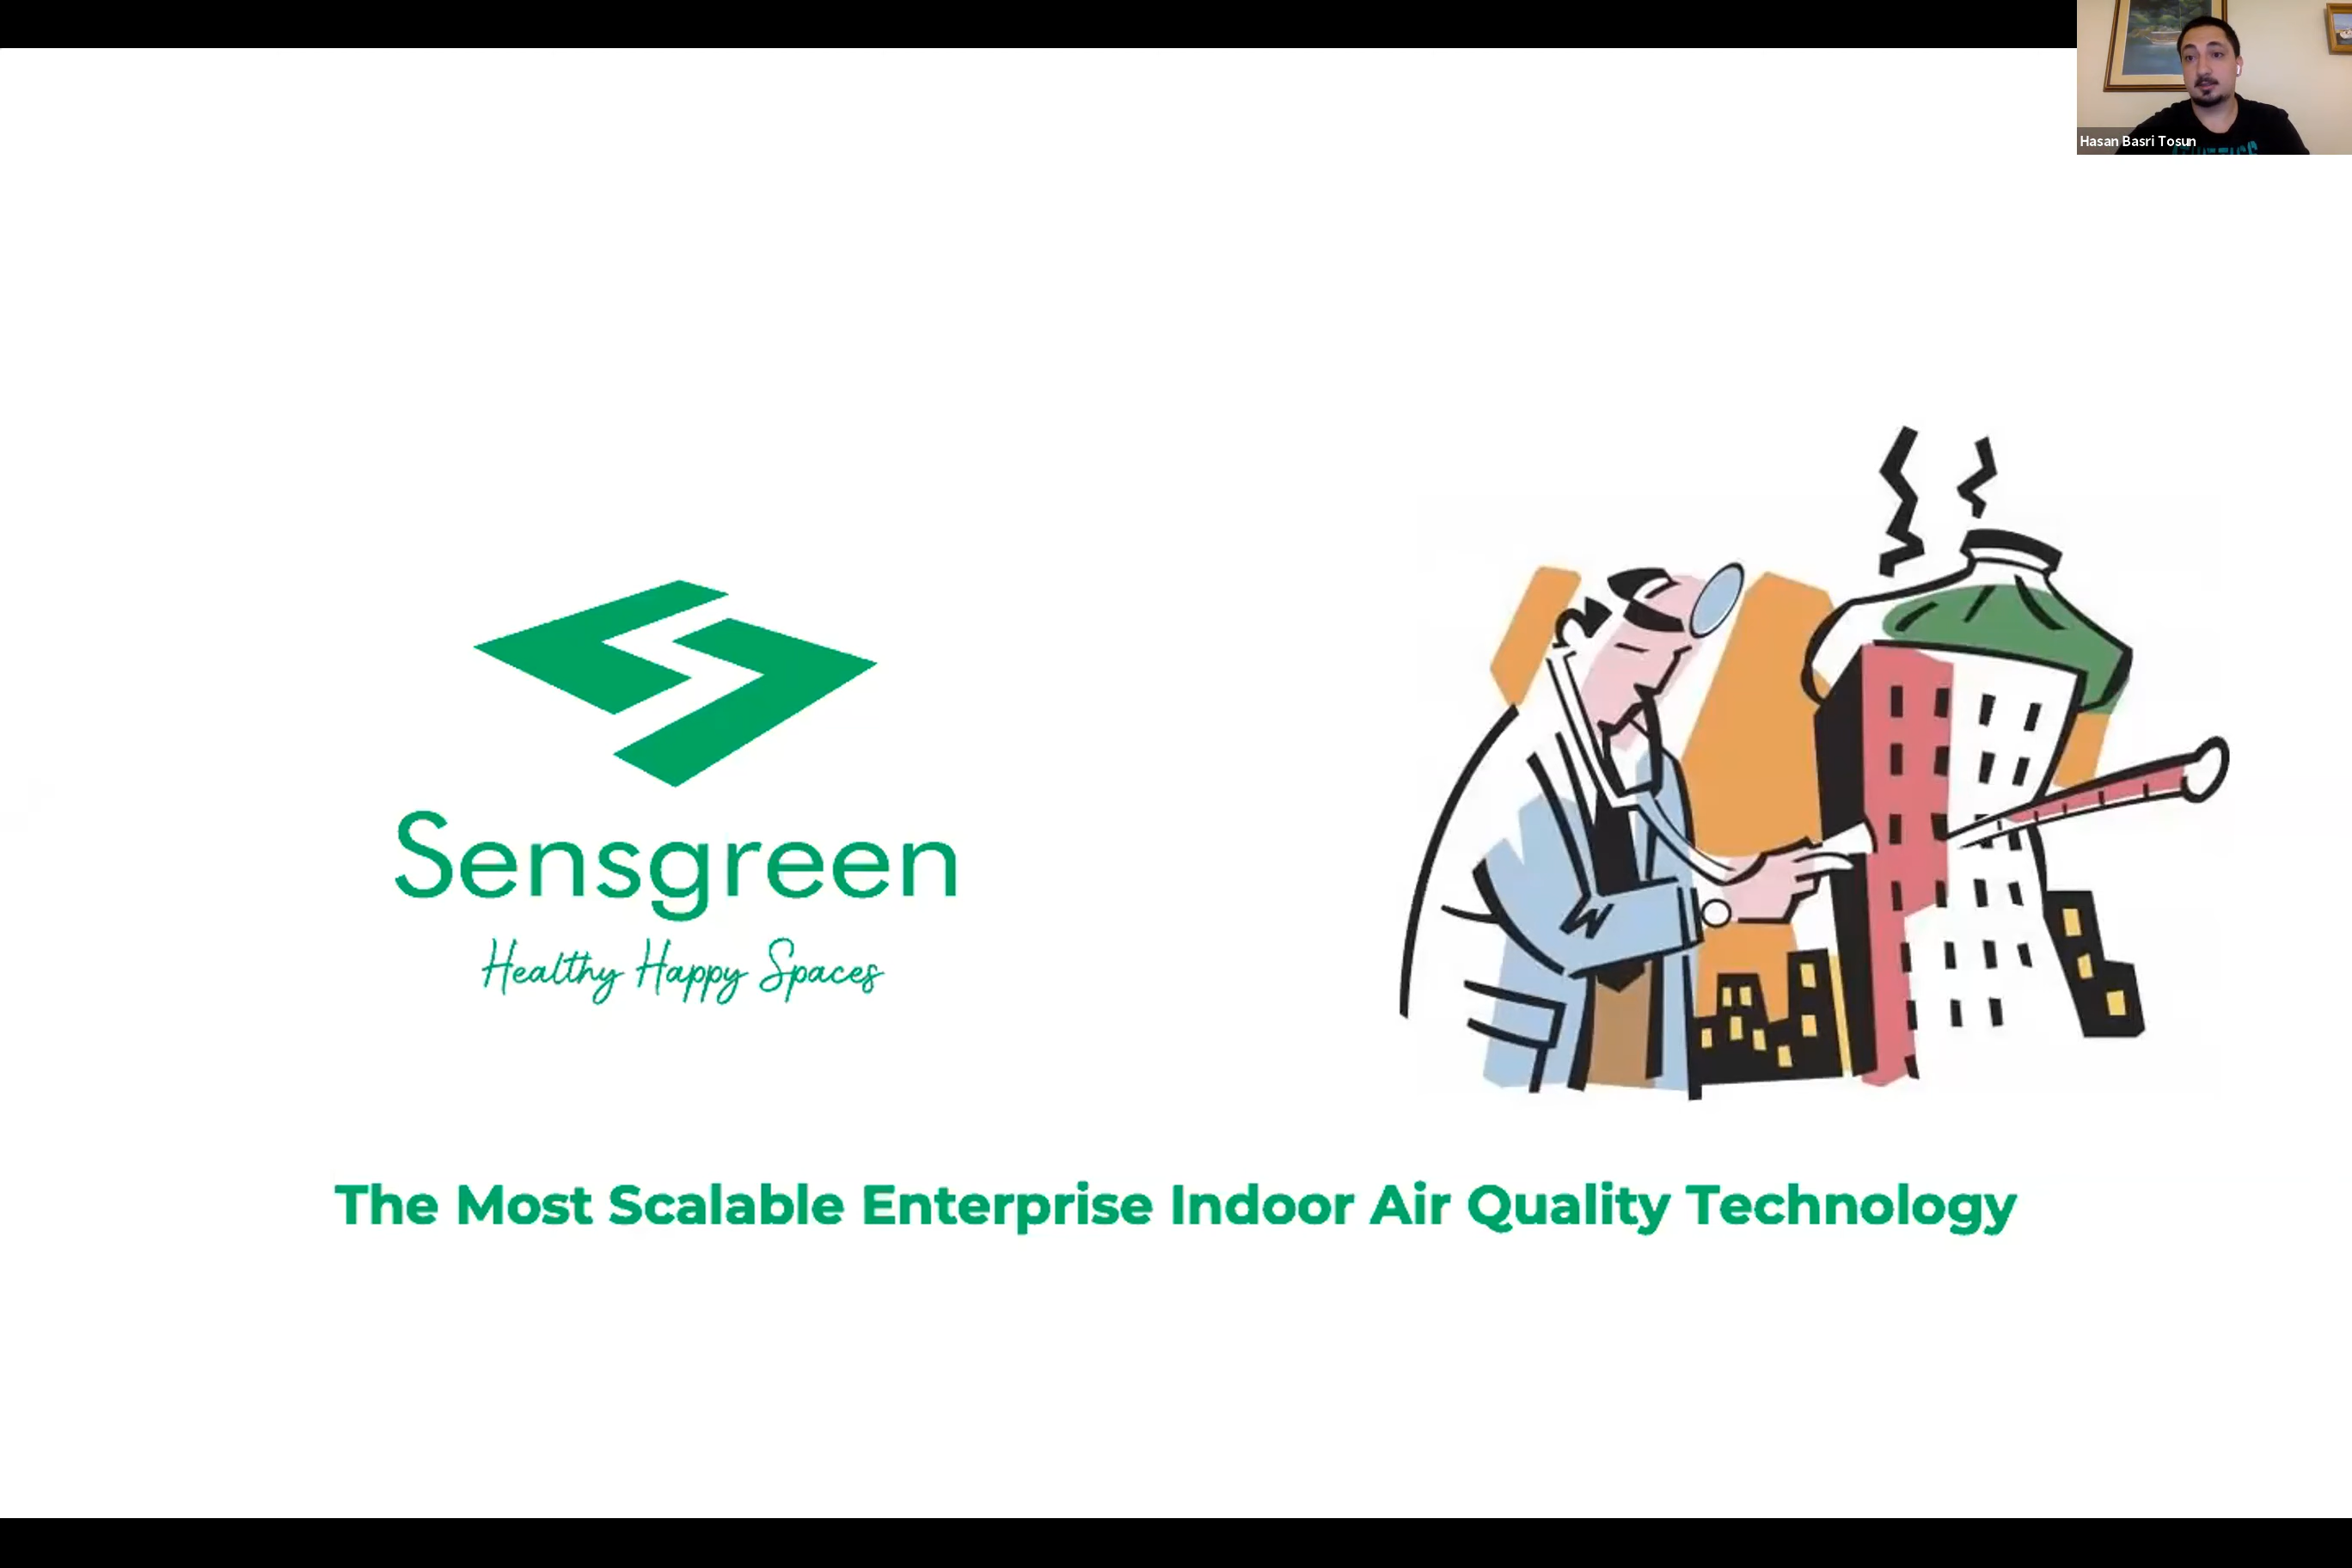 Hasan Basri Tosun
Sensgreen
Healthy Happy Spaces
The Most Scalable Enterprise Indoor Air Quality Technology